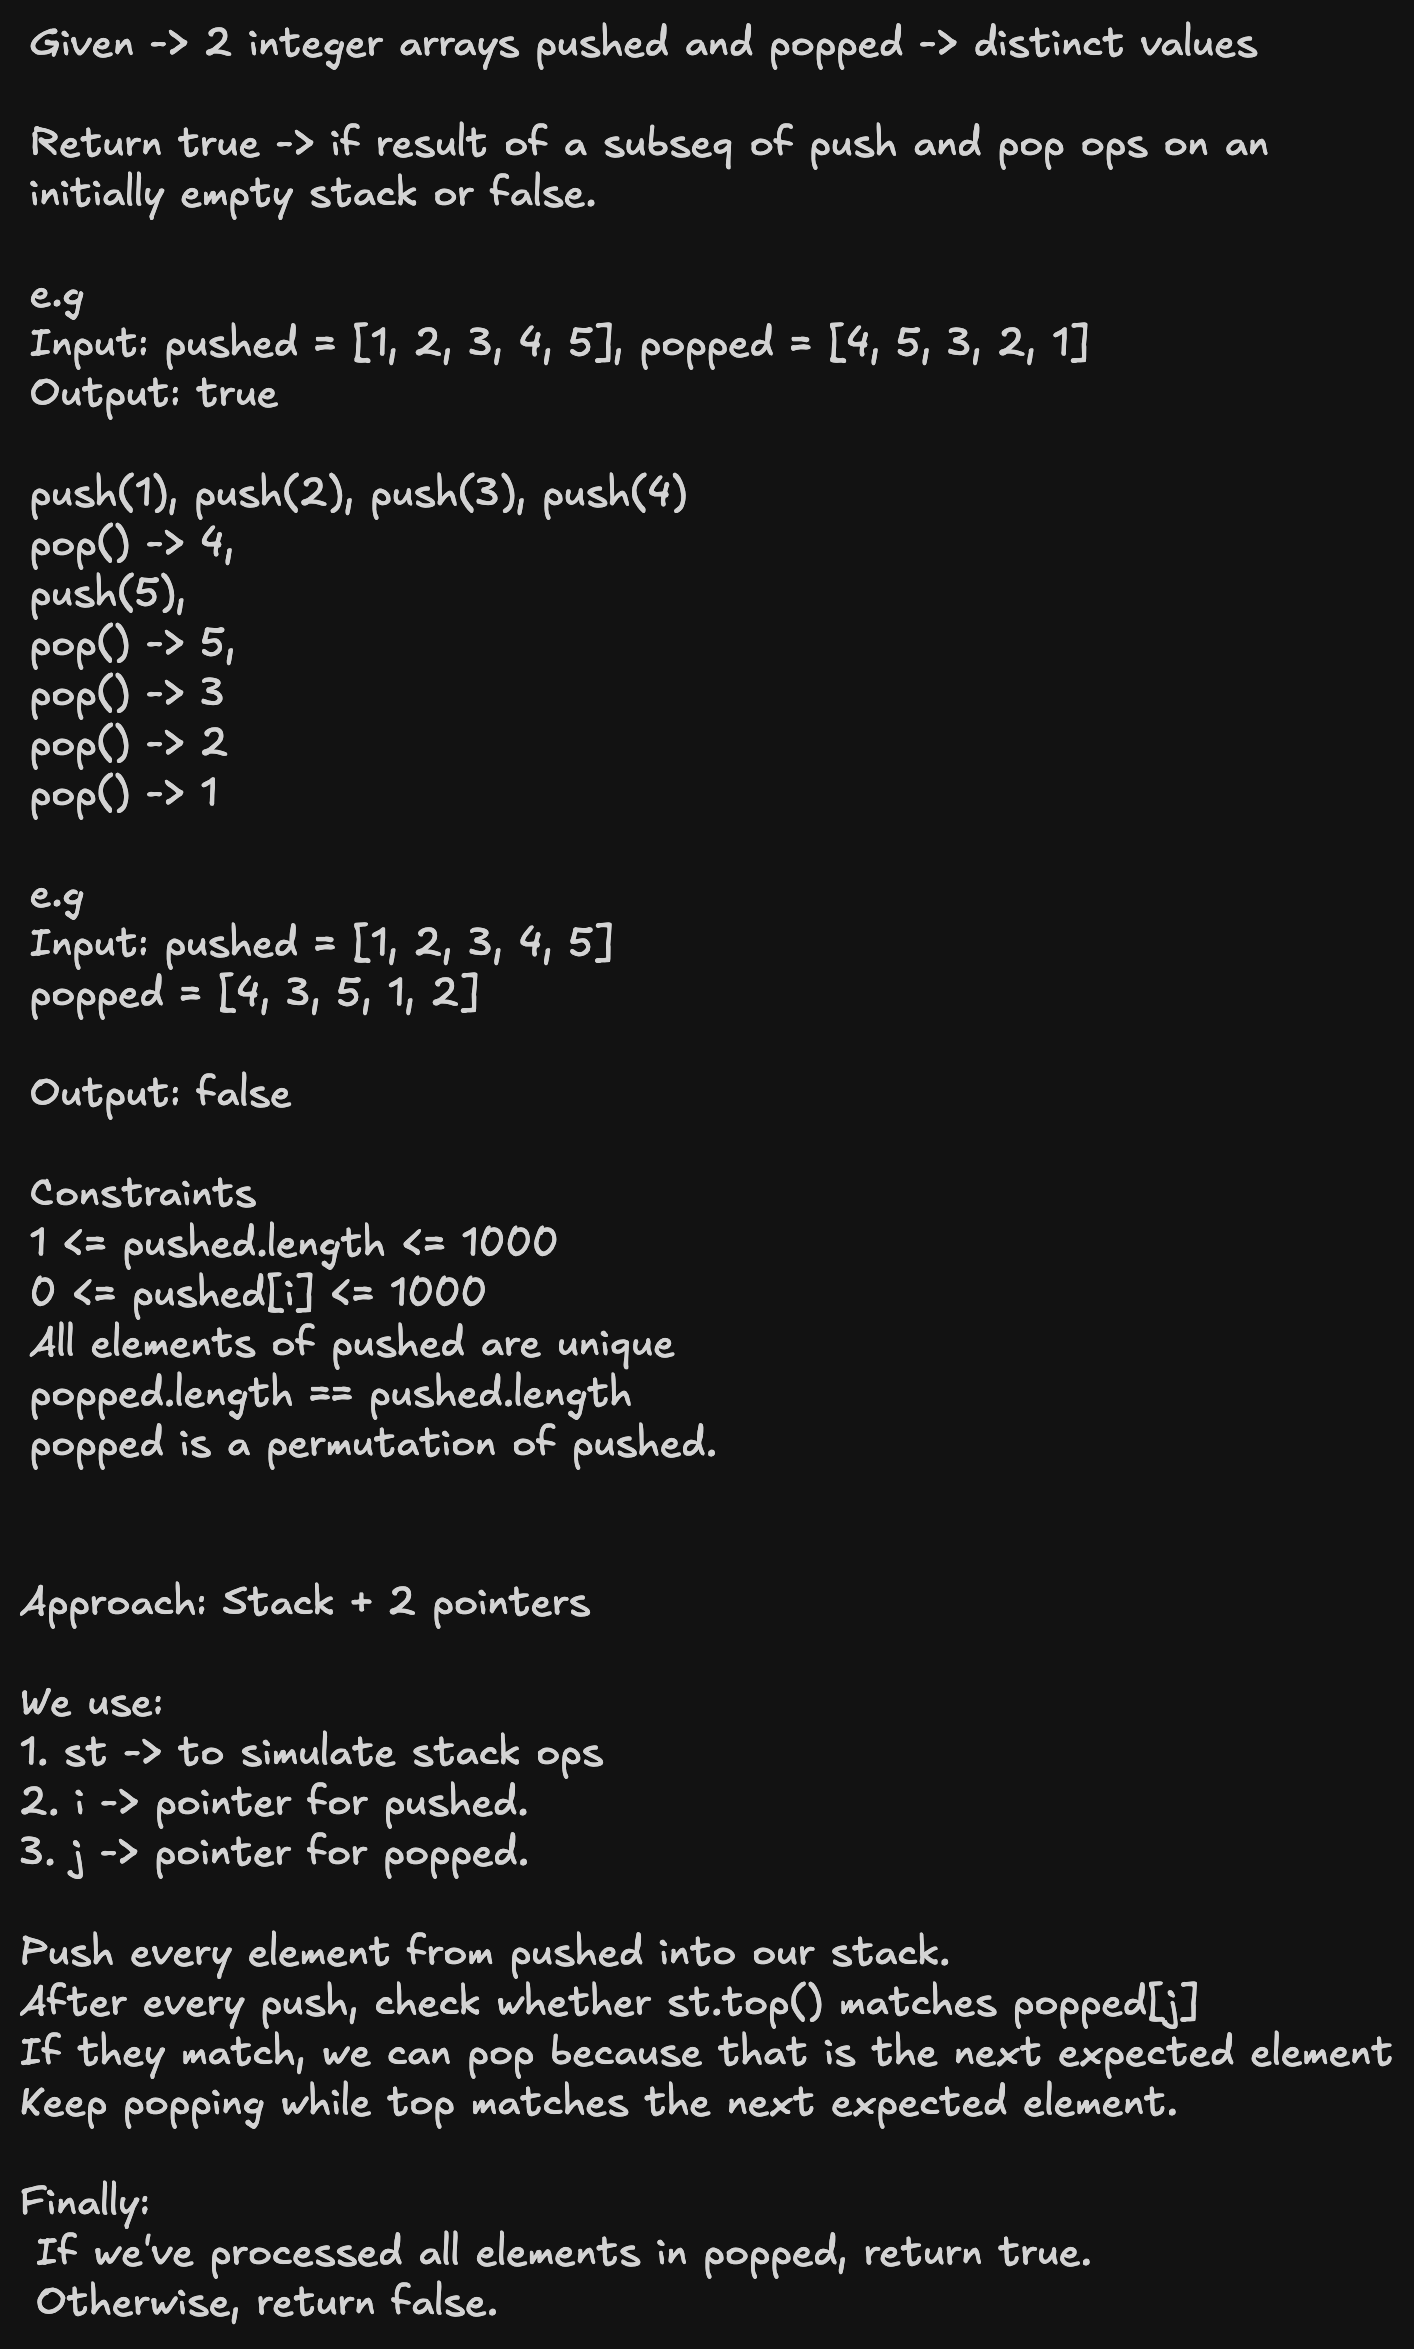 Given -> 2 integer arrays pushed and popped -> distinct values
Return true -> if result of a subseq of push and pop ops on an
initially empty stack or false.
e.g
Input: pushed = [1, 2, 3, 4, 5], popped = [4, 5, 3, 2, 1]
Output: true
push(1), push(2), push(3), push(4)
pop() -> 4,
push(5),
pop() -> 5,
pop() -> 3
pop() -> 2
pop() -> 1
e.g
Input: pushed = [1, 2, 3, 4, 5]
popped = [4, 3, 5, 1, 2]
Output: false
Constraints
1 <= pushed.length <= 1000
0 <= pushed[i] <= 1000
All elements of pushed are unique
popped.length == pushed.length
popped is a permutation of pushed.
Approach: Stack + 2 pointers
We use:
1. st -> to simulate stack ops
2. i -> pointer for pushed.
3. j -> pointer for popped.
Push every element from pushed into our stack.
After every push, check whether st.top() matches popped[j]
If they match, we can pop because that is the next expected element
Keep popping while top matches the next expected element.
Finally:
If we've processed all elements in popped, return true.
Otherwise, return false.